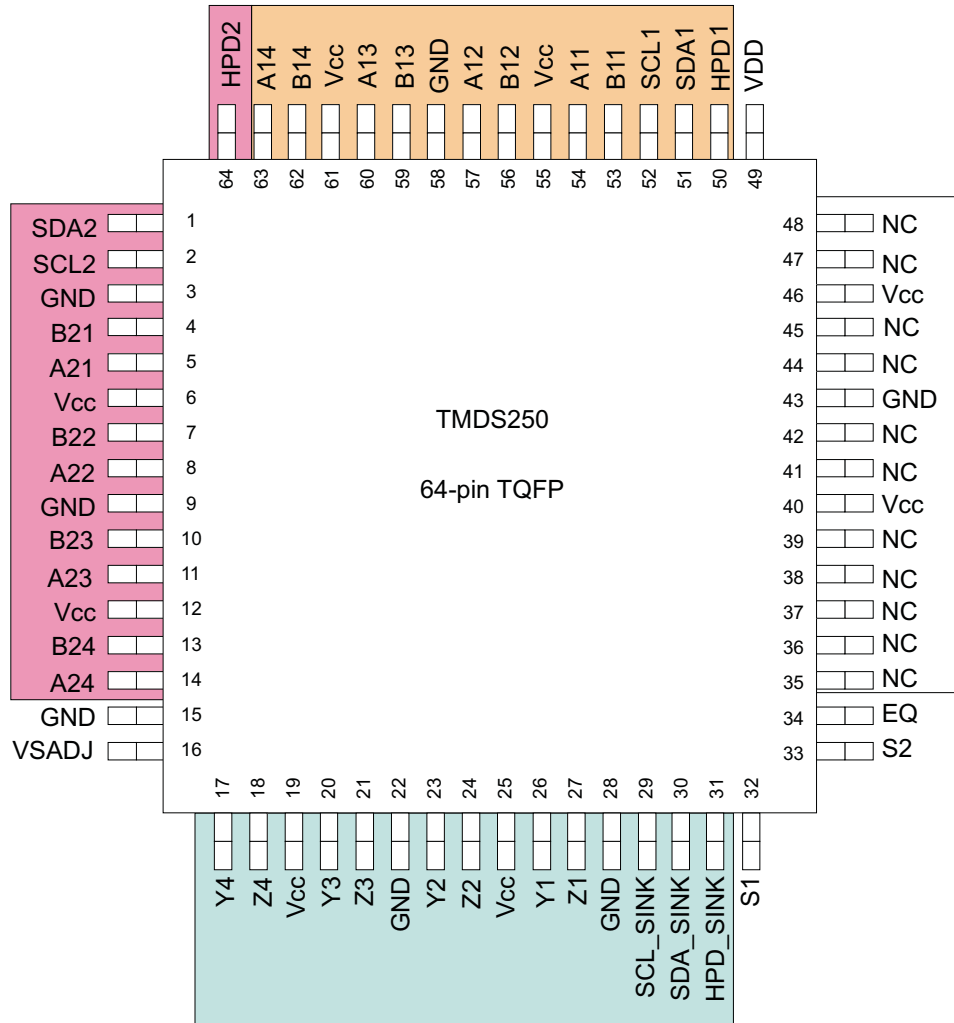 HPD2
A14
B14
Vcc
A13
B13
GND
A12
B12
Vcc
A11
B11
SCL1
SDA1
HPD1
VDD
64
63
62
61
60
59
58
57
56
55
54
53
52
51
50
49
SDA2 1
SCL2 2
GND 3
B21 4
A21 5
Vcc 6
B22 7
A22 8
GND 9
B23 10
A23 11
Vcc 12
B24 13
A24 14
GND 15
VSADJ 16
TMDS250
64-pin TQFP
48 NC
47 NC
46 Vcc
45 NC
44 NC
43 GND
42 NC
41 NC
40 Vcc
39 NC
38 NC
37 NC
36 NC
35 NC
34 EQ
33 S2
17
18
19
20
21
22
23
24
25
26
27
28
29
30
31
32
Y4
Z4
Vcc
Y3
Z3
GND
Y2
Z2
Vcc
Y1
Z1
GND
SCL_SINK
SDA_SINK
HPD_SINK
S1